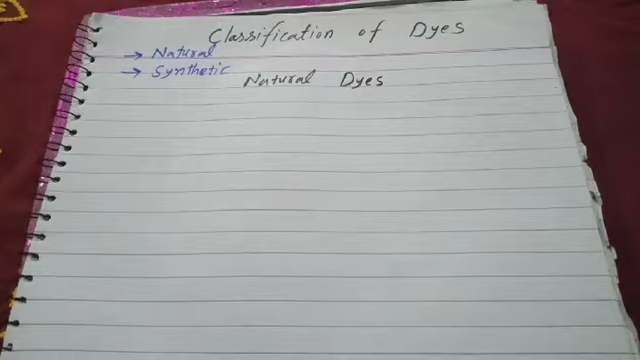 Classification of Dyes
→ Natural
→ Synthetic
Natural Dyes